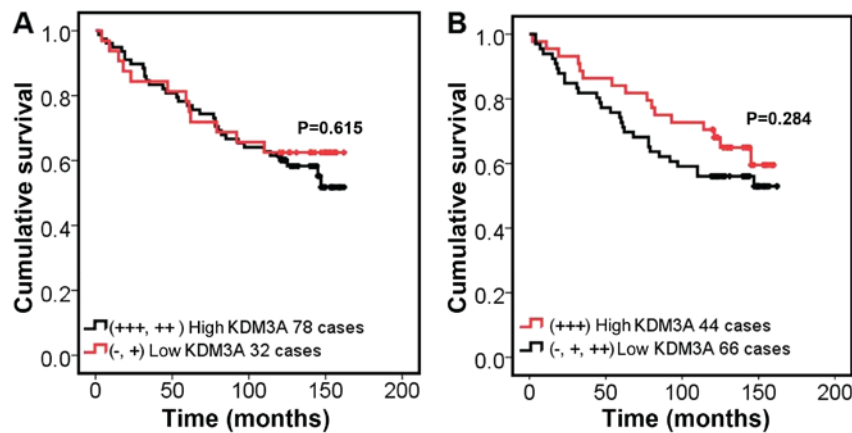 A
Cumulative survival
1.0
0.8
0.6
0.4
0.2
0.0
P=0.615
(+++, ++ ) High KDM3A 78 cases
(-, +) Low KDM3A 32 cases
0 50 100 150 200
Time (months)
B
Cumulative survival
1.0
0.8
0.6
0.4
0.2
0.0
P=0.284
(+++) High KDM3A 44 cases
(-, +, ++) Low KDM3A 66 cases
0 50 100 150 200
Time (months)